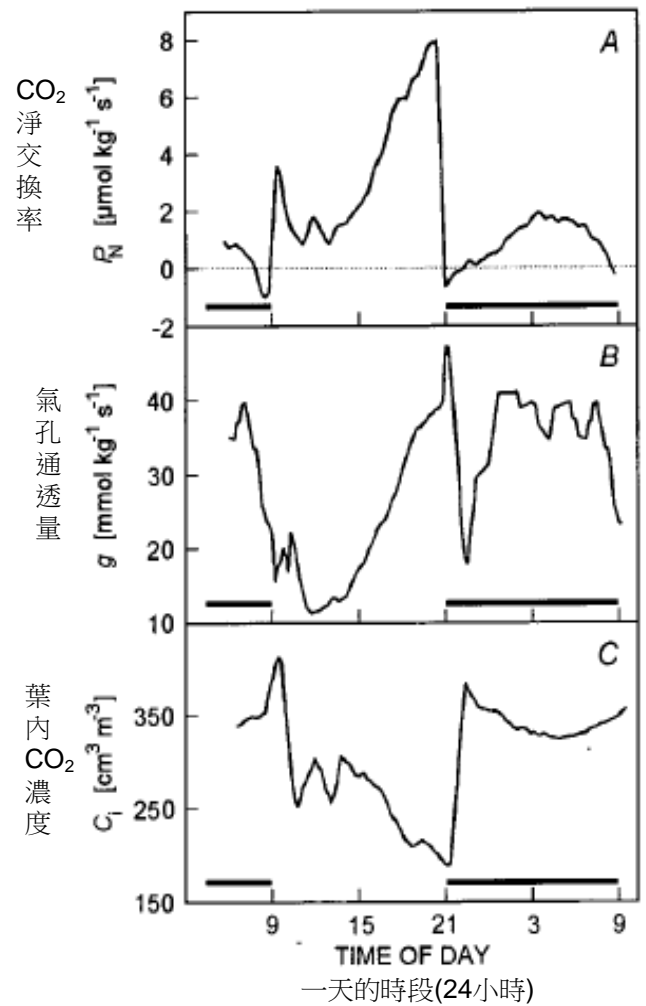 CO₂
淨
交
換
率
P_N [μmol kg⁻¹ s⁻¹]
A
8
6
4
2
0
-2
氣
孔
通
透
量
g [mmol kg⁻¹ s⁻¹]
B
40
30
20
10
葉
內
CO₂
濃
度
C_i [cm³ m⁻³]
C
350
250
150
9 15 21 3 9
TIME OF DAY
一天的時段(24小時)